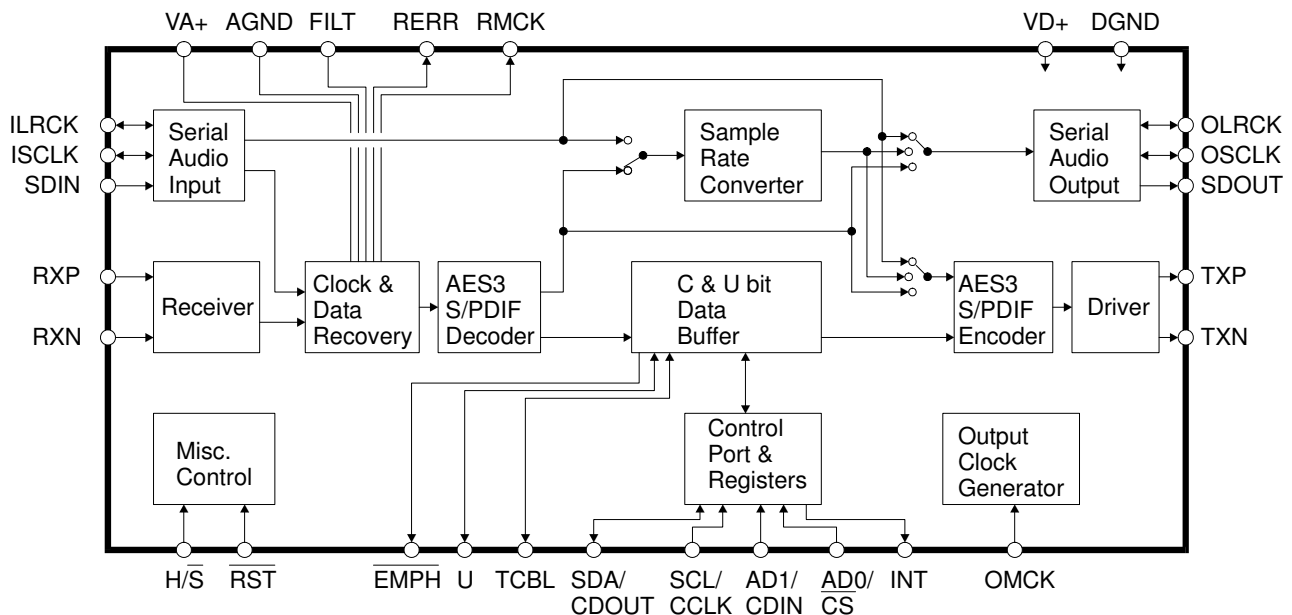 VA+ AGND FILT RERR RMCK VD+ DGND
ILRCK
ISCLK
SDIN
Serial
Audio
Input
Sample
Rate
Converter
Serial
Audio
Output
OLRCK
OSCLK
SDOUT
RXP
RXN
Receiver
Clock &
Data
Recovery
AES3
S/PDIF
Decoder
C & U bit
Data
Buffer
AES3
S/PDIF
Encoder
Driver
TXP
TXN
Misc.
Control
Control
Port &
Registers
Output
Clock
Generator
H/S̅
R̅S̅T̅
E̅M̅P̅H̅
U
TCBL
SDA/
CDOUT
SCL/
CCLK
AD1/
CDIN
AD0/
C̅S̅
INT
OMCK